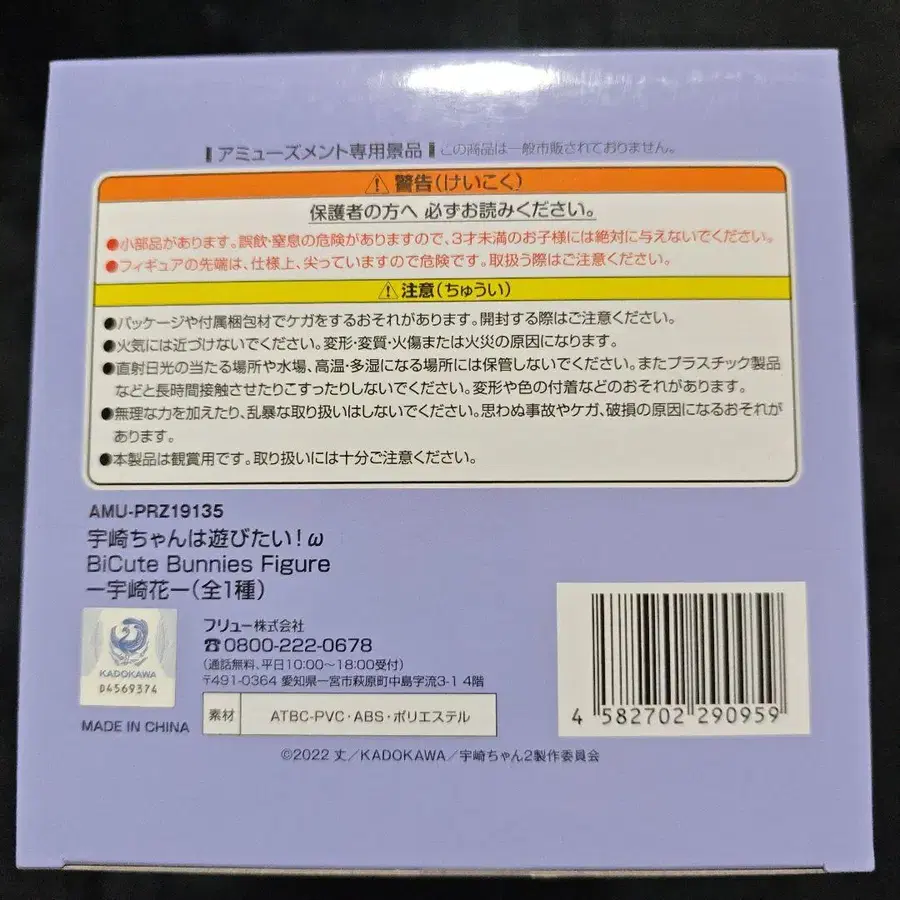 アミューズメント専用景品 この商品は一般市販されておりません。
⚠警告(けいこく)
保護者の方へ 必ずお読みください。
●小部品があります。誤飲・窒息の危険がありますので、3才未満のお子様には絶対に与えないでください。
●フィギュアの先端は、仕様上、尖っていますので危険です。取扱う際はご注意ください。
⚠注意(ちゅうい)
●パッケージや付属梱包材でケガをするおそれがあります。開封する際はご注意ください。
●火気には近づけないでください。変形・変質・火傷または火災の原因になります。
●直射日光の当たる場所や水場、高温・多湿になる場所には保管しないでください。またプラスチック製品
などと長時間接触させたりこすったりしないでください。変形や色の付着などのおそれがあります。
●無理な力を加えたり、乱暴な取り扱いはしないでください。思わぬ事故やケガ、破損の原因になるおそれが
あります。
●本製品は観賞用です。取り扱いには十分ご注意ください。
AMU-PRZ19135
宇崎ちゃんは遊びたい!ω
BiCute Bunnies Figure
ー宇崎花ー(全1種)
KADOKAWA
D4569374
MADE IN CHINA
フリュー株式会社
☎0800-222-0678
(通話無料、平日10:00〜18:00受付)
〒491-0364 愛知県一宮市萩原町中島字流3-1 4階
素材 ATBC-PVC・ABS・ポリエステル
4 582702 290959
©2022 丈/KADOKAWA/宇崎ちゃん2製作委員会